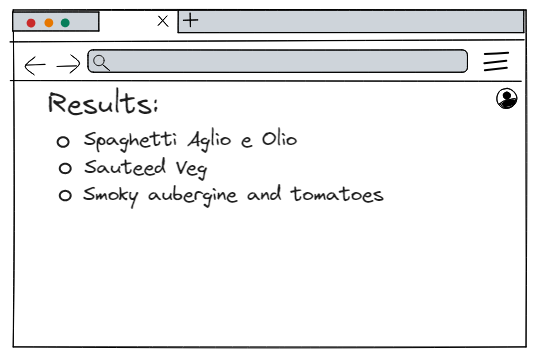 Results:
Spaghetti Aglio e Olio
Sauteed Veg
Smoky aubergine and tomatoes